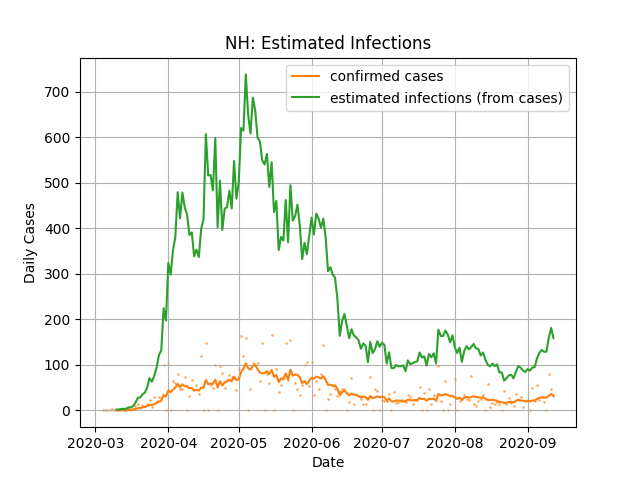 NH: Estimated Infections
confirmed cases
estimated infections (from cases)
Daily Cases
700
600
500
400
300
200
100
0
2020-03 2020-04 2020-05 2020-06 2020-07 2020-08 2020-09
Date